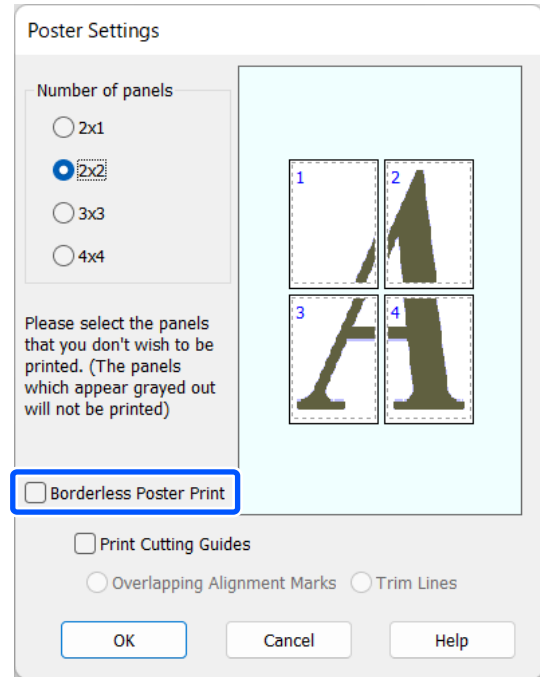 Poster Settings
Number of panels
2x1
2x2
3x3
4x4
1
2
3
4
Please select the panels
that you don't wish to be
printed. (The panels
which appear grayed out
will not be printed)
Borderless Poster Print
Print Cutting Guides
Overlapping Alignment Marks
Trim Lines
OK
Cancel
Help